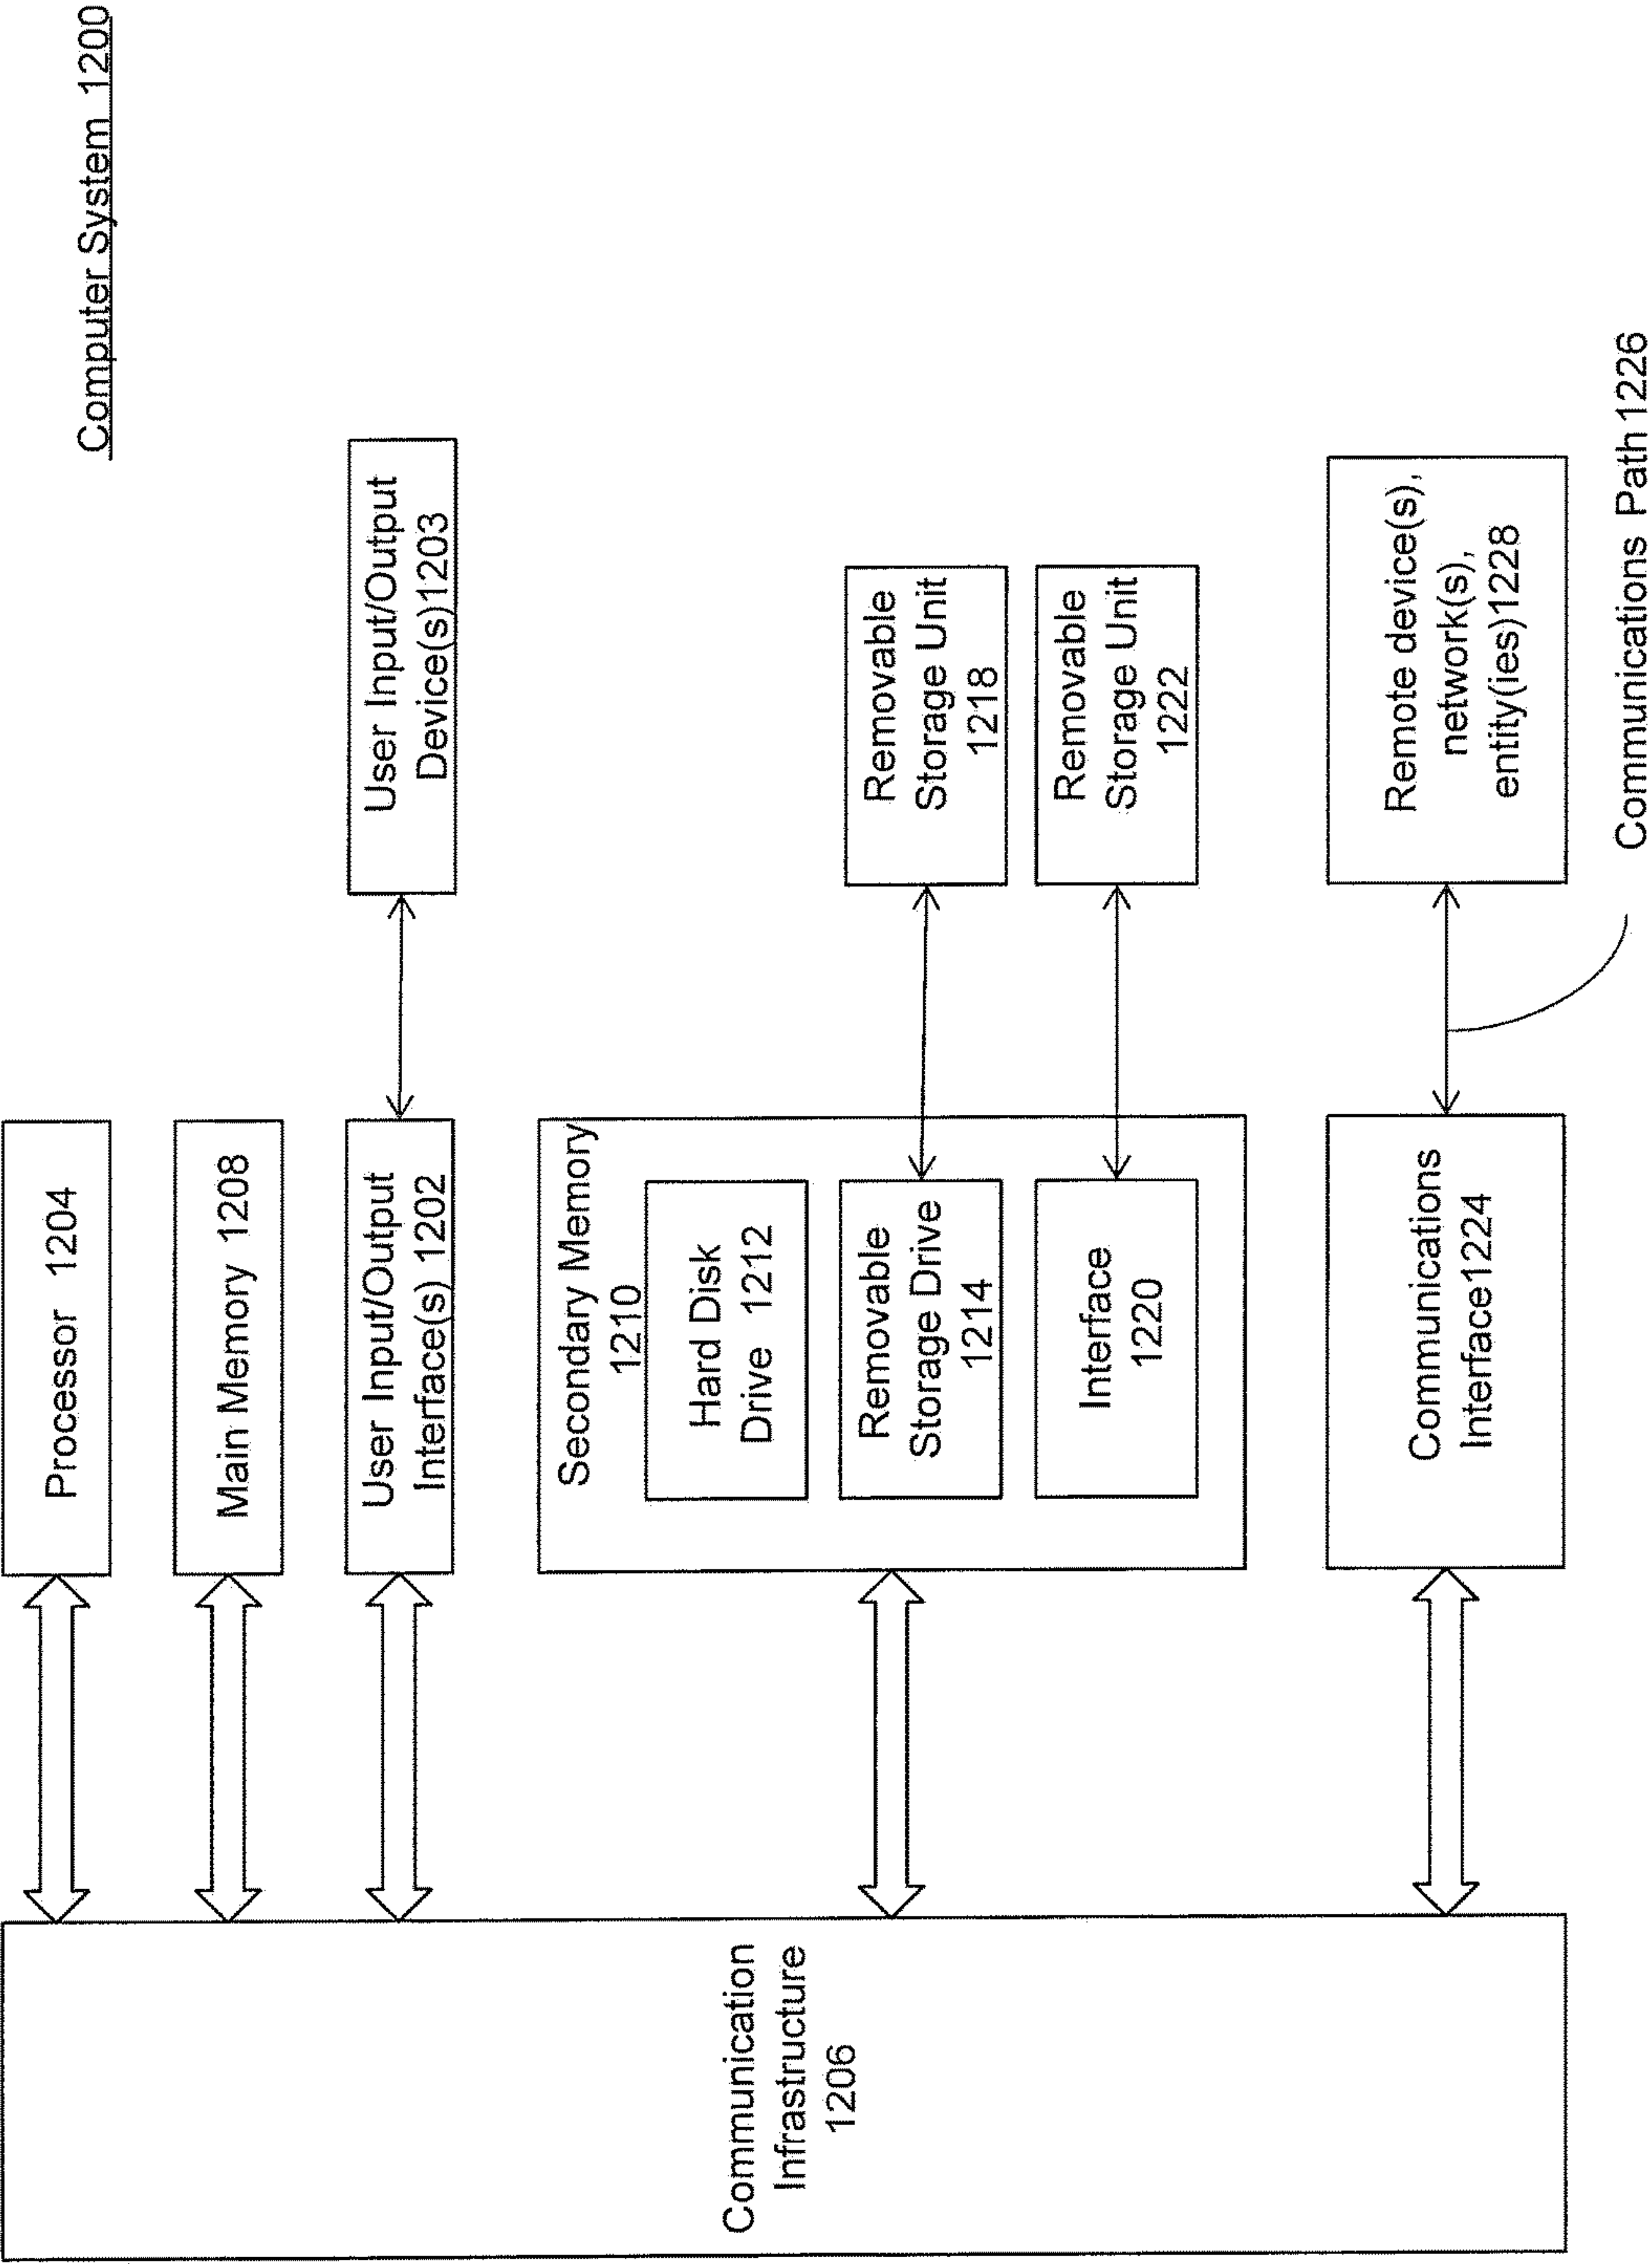 Computer System 1200
Processor 1204
Main Memory 1208
User Input/Output
Interface(s) 1202
User Input/Output
Device(s)1203
Communication
Infrastructure
1206
Secondary Memory
1210
Hard Disk
Drive 1212
Removable
Storage Drive
1214
Removable
Storage Unit
1218
Interface
1220
Removable
Storage Unit
1222
Communications
Interface1224
Remote device(s),
network(s),
entity(ies)1228
Communications Path 1226